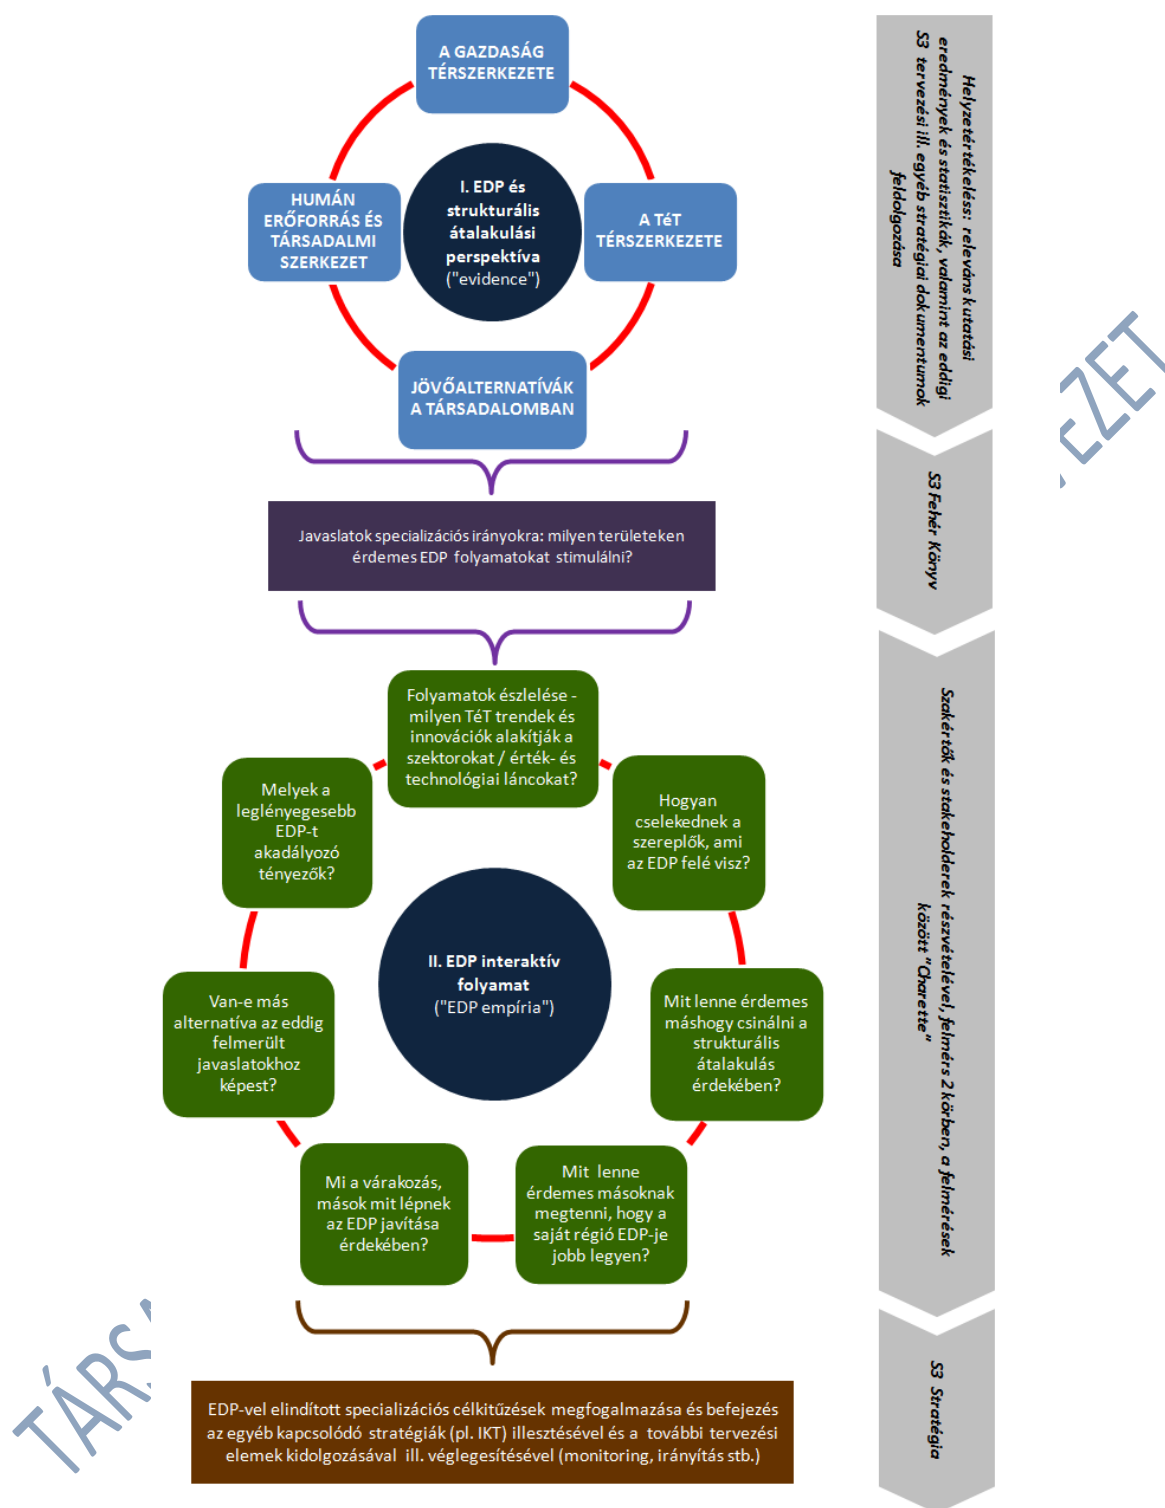 A GAZDASÁG
TÉRSZERKEZETE
I. EDP és
strukturális
átalakulási
perspektíva
("evidence")
HUMÁN
ERŐFORRÁS ÉS
TÁRSADALMI
SZERKEZET
A TéT
TÉRSZERKEZETE
JÖVŐALTERNATÍVÁK
A TÁRSADALOMBAN
Javaslatok specializációs irányokra: milyen területeken
érdemes EDP folyamatokat stimulálni?
Folyamatok észlelése -
milyen TéT trendek és
innovációk alakítják a
szektorokat / érték- és
technológiai láncokat?
Melyek a
leglényegesebb
EDP-t
akadályozó
tényezők?
Hogyan
cselekednek a
szereplők, ami
az EDP felé visz?
II. EDP interaktív
folyamat
("EDP empíria")
Van-e más
alternatíva az eddig
felmerült
javaslatokhoz
képest?
Mit lenne érdemes
máshogy csinálni a
strukturális
átalakulás
érdekében?
Mi a várakozás,
mások mit lépnek
az EDP javítása
érdekében?
Mit lenne
érdemes másoknak
megtenni, hogy a
saját régió EDP-je
jobb legyen?
EDP-vel elindított specializációs célkitűzések megfogalmazása és befejezés
az egyéb kapcsolódó stratégiák (pl. IKT) illesztésével és a további tervezési
elemek kidolgozásával ill. véglegesítésével (monitoring, irányítás stb.)
Helyzetértékeléss: releváns kutatási
eredmények és statisztikák, valamint az eddigi
S3 tervezési ill. egyéb stratégiai dokumentumok
feldolgozása
S3 Fehér Könyv
Szakértők és stakeholderek részvételével, felmérs 2 körben, a felmérések
között "Charette"
S3 Stratégia